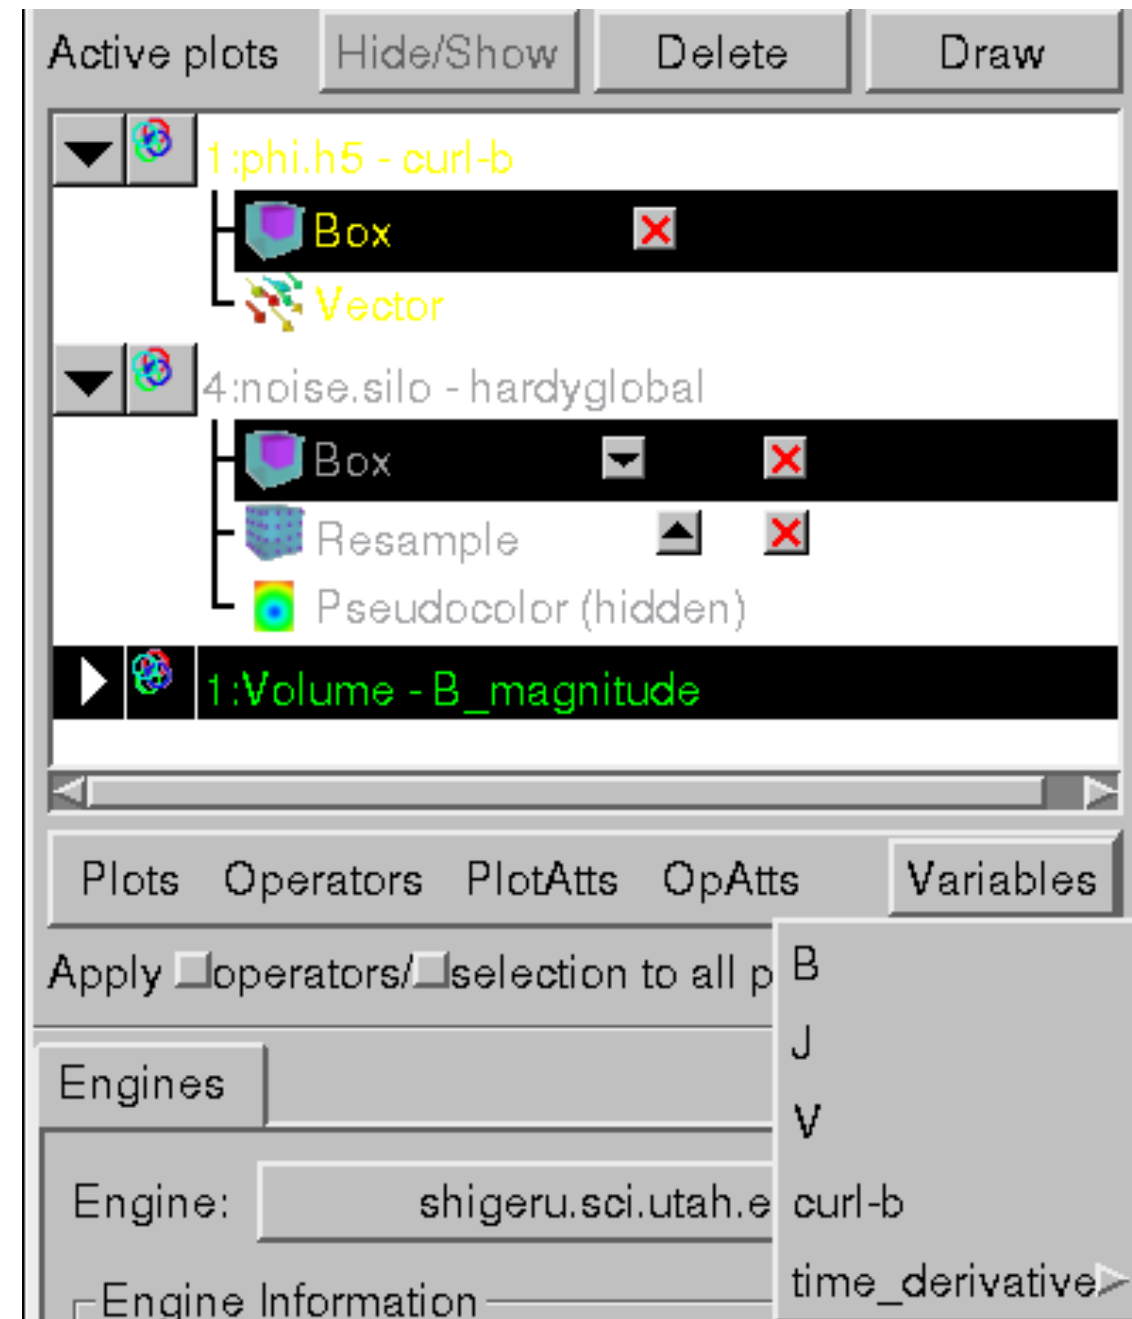 Active plots Hide/Show Delete Draw
1:phi.h5 - curl-b
Box
Vector
4:noise.silo - hardyglobal
Box
Resample
Pseudocolor (hidden)
1:Volume - B_magnitude
Plots Operators PlotAtts OpAtts Variables
Apply operators/ selection to all p
B
J
V
curl-b
time_derivative
Engines
Engine: shigeru.sci.utah.e
Engine Information